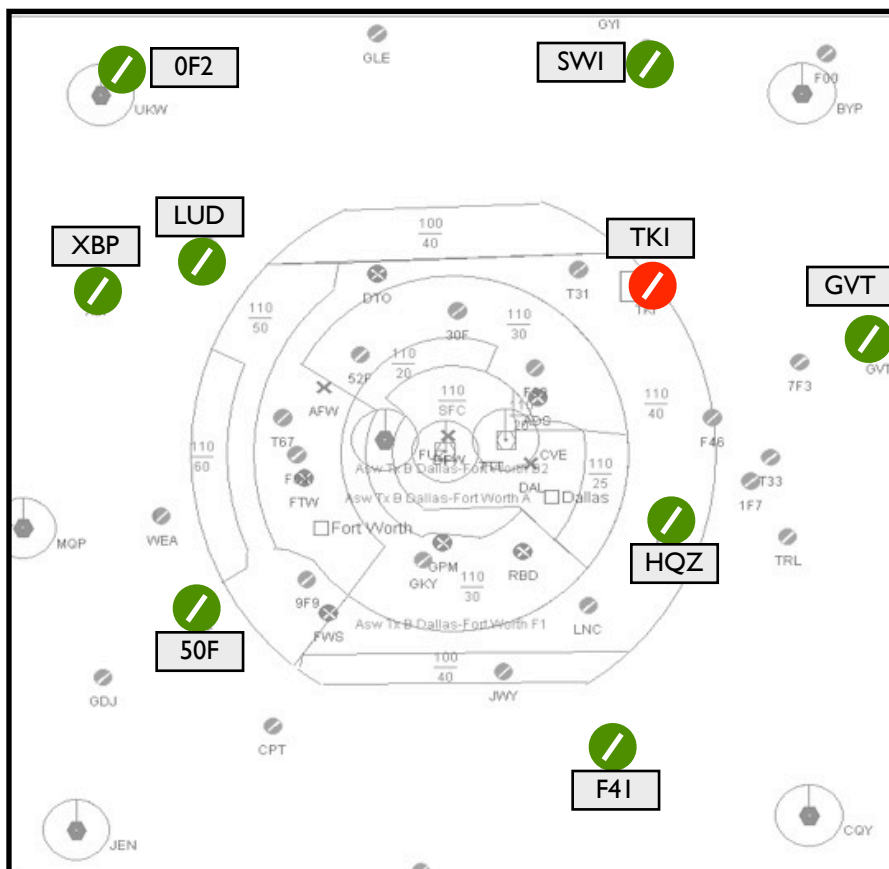 GYI
GLE
0F2
SWI
F00
UKW
BYP
LUD
100
40
TKI
XBP
GVT
DTO
T31
110
50
110
30
30F
52F
110
20
7F3
GVT
110
SFC
110
40
AFW
ADS
T67
F46
110
60
CVE
DFW
Asw Tx B Dallas-Fort Worth B2
110
25
T33
FTW
DAL
1F7
Asw Tx B Dallas-Fort Worth A
Dallas
Fort Worth
MQP
WEA
HQZ
TRL
GPM
GKY
RBD
110
30
9F9
LNC
50F
FWS
Asw Tx B Dallas-Fort Worth F1
100
40
GDJ
JWY
CPT
F41
JEN
CQY